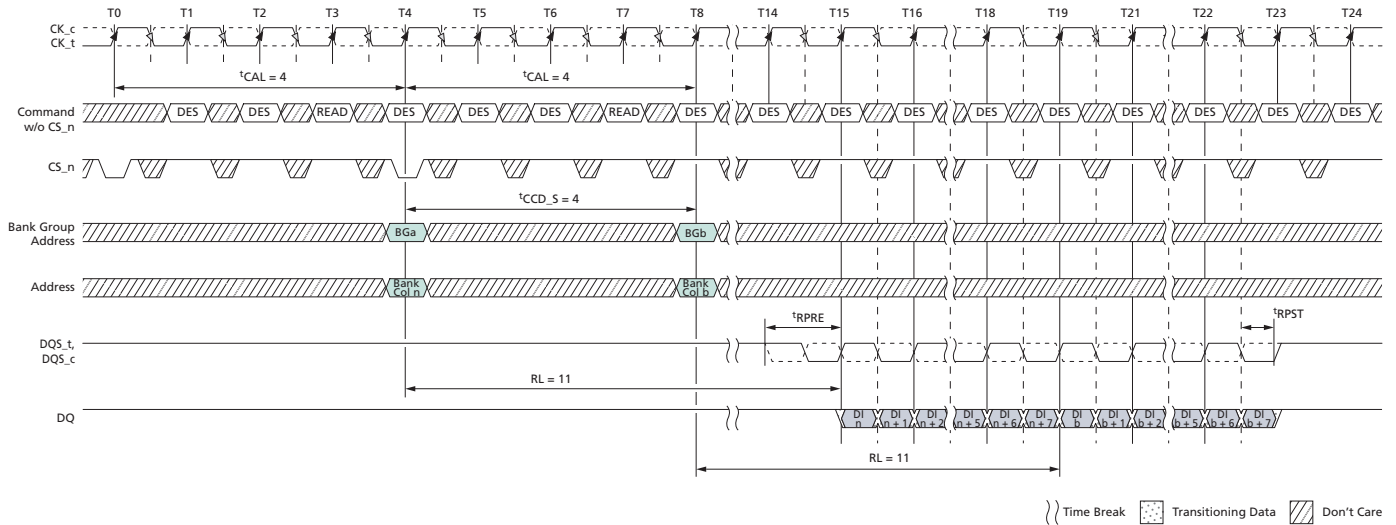 T0 T1 T2 T3 T4 T5 T6 T7 T8 T14 T15 T16 T18 T19 T21 T22 T23 T24
CK_c
CK_t
tCAL = 4 tCAL = 4
Command
w/o CS_n
DES DES READ DES DES DES READ DES DES DES DES DES DES DES DES DES DES
CS_n
tCCD_S = 4
Bank Group
Address
BGa BGb
Address
Bank
Col n
Bank
Col b
tRPRE tRPST
DQS_t,
DQS_c
RL = 11
DQ
DI
n
DI
n + 1
DI
n + 2
DI
n + 5
DI
n + 6
DI
n + 7
DI
b
DI
b + 1
DI
b + 2
DI
b + 5
DI
b + 6
DI
b + 7
RL = 11
Time Break Transitioning Data Don't Care